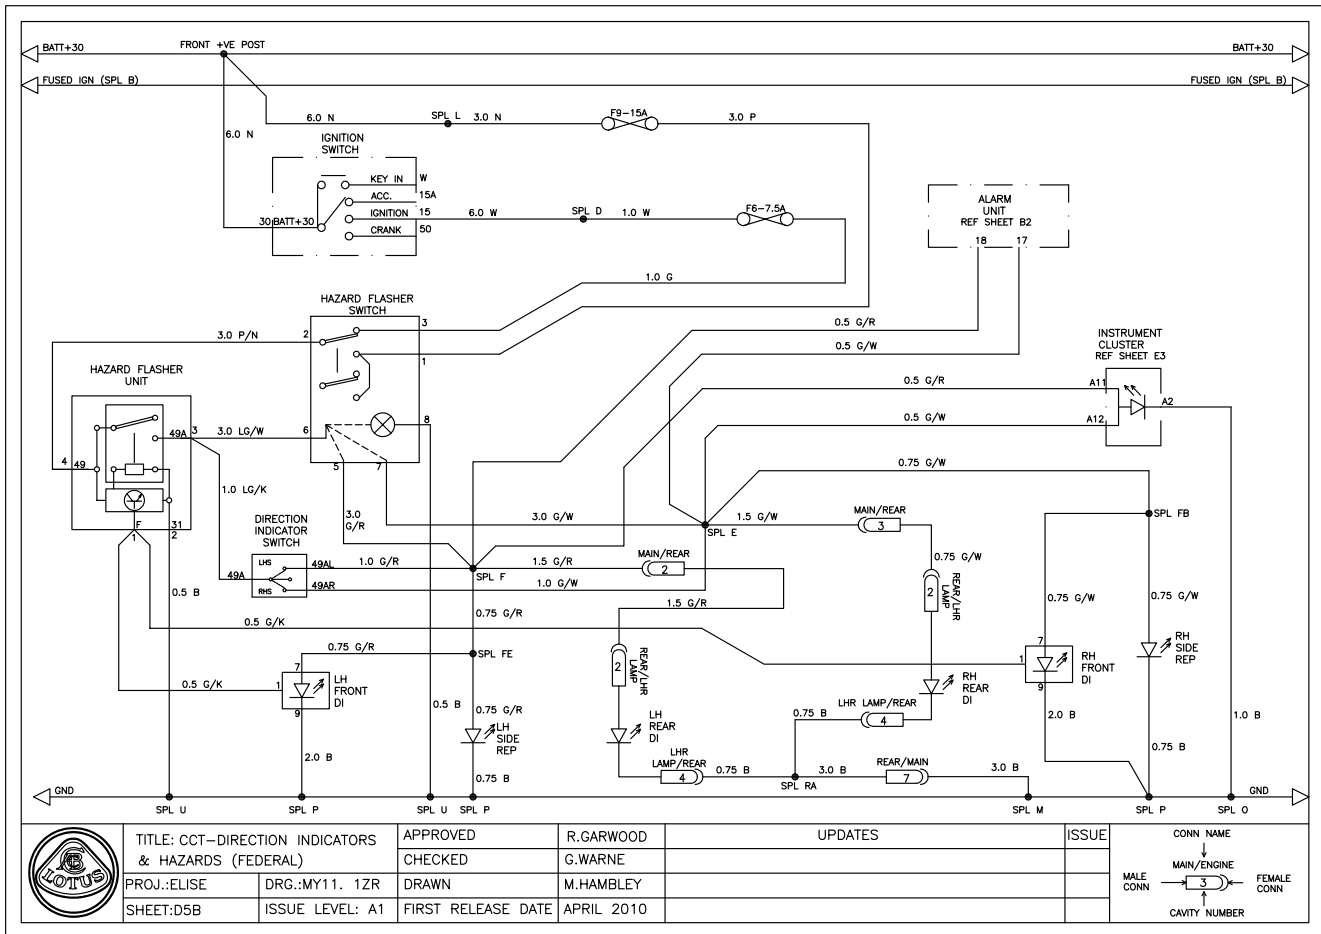 BATT+30
FRONT +VE POST
BATT+30
FUSED IGN (SPL B)
FUSED IGN (SPL B)
6.0 N
SPL L
3.0 N
F9-15A
3.0 P
6.0 N
IGNITION
SWITCH
KEY IN
W
ACC.
15A
30
BATT+30
IGNITION
15
6.0 W
SPL D
1.0 W
F6-7.5A
CRANK
50
ALARM
UNIT
REF SHEET B2
18
17
1.0 G
HAZARD FLASHER
SWITCH
3.0 P/N
2
3
1
0.5 G/R
0.5 G/W
INSTRUMENT
CLUSTER
REF SHEET E3
HAZARD FLASHER
UNIT
0.5 G/R
A11
A2
0.5 G/W
A12
49A
3
3.0 LG/W
6
8
4
49
5
7
0.75 G/W
1.0 LG/K
F
1
31
2
3.0
G/R
3.0 G/W
SPL E
1.5 G/W
MAIN/REAR
3
SPL FB
DIRECTION
INDICATOR
SWITCH
LHS
RHS
49A
49AL
49AR
1.0 G/R
SPL F
1.5 G/R
MAIN/REAR
2
1.0 G/W
0.75 G/W
2
REAR/LHR
LAMP
0.5 B
0.75 G/R
1.5 G/R
0.75 G/W
0.75 G/W
0.5 G/K
0.75 G/R
SPL FE
2
REAR/LHR
LAMP
7
1
9
RH
FRONT
DI
RH
SIDE
REP
0.5 G/K
7
1
9
LH
FRONT
DI
RH
REAR
DI
0.5 B
0.75 G/R
LH
SIDE
REP
LH
REAR
DI
0.75 B
LHR LAMP/REAR
4
2.0 B
1.0 B
2.0 B
0.75 B
LHR
LAMP/REAR
4
0.75 B
SPL RA
3.0 B
REAR/MAIN
7
3.0 B
0.75 B
GND
GND
SPL U
SPL P
SPL U
SPL P
SPL M
SPL P
SPL O
LOTUS
TITLE: CCT-DIRECTION INDICATORS
& HAZARDS (FEDERAL)
PROJ.:ELISE
DRG.:MY11. 1ZR
SHEET:D5B
ISSUE LEVEL: A1
APPROVED
R.GARWOOD
CHECKED
G.WARNE
DRAWN
M.HAMBLEY
FIRST RELEASE DATE
APRIL 2010
UPDATES
ISSUE
CONN NAME
MAIN/ENGINE
MALE
CONN
3
FEMALE
CONN
CAVITY NUMBER